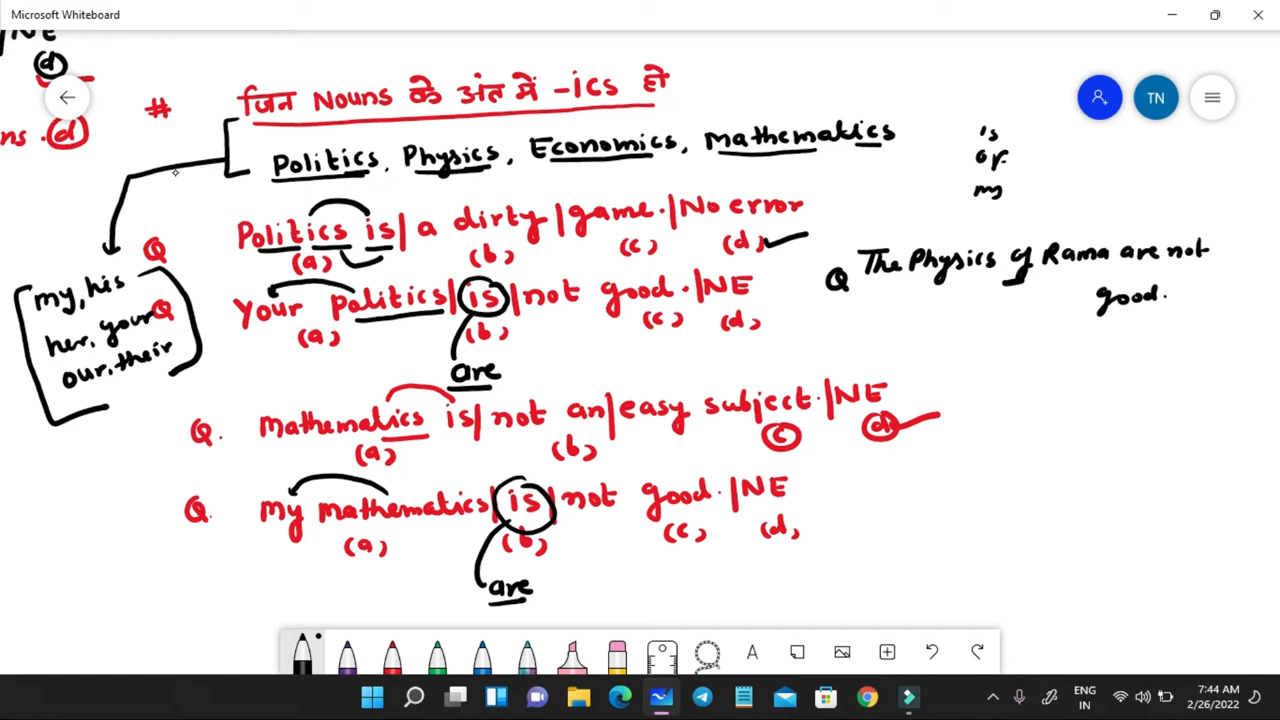 Microsoft Whiteboard
/NE
(d)
ns . (d)
# जिन Nouns के अंत में -ics हो
Politics, Physics, Economics, Mathematics
's
of
my
Politics is/ a dirty /game./No error
(a) (b) (c) (d)
Q
Q The Physics of Rama are not
good.
my, his
her, your
our, their
Q
Your politics/ is /not good./NE
(a) (b) (c) (d)
are
Q. mathematics is/ not an/ easy subject./NE
(a) (b) (c) (d)
Q. my mathematics/ is /not good./NE
(a) (b) (c) (d)
are
TN
A
ENG
IN
7:44 AM
2/26/2022